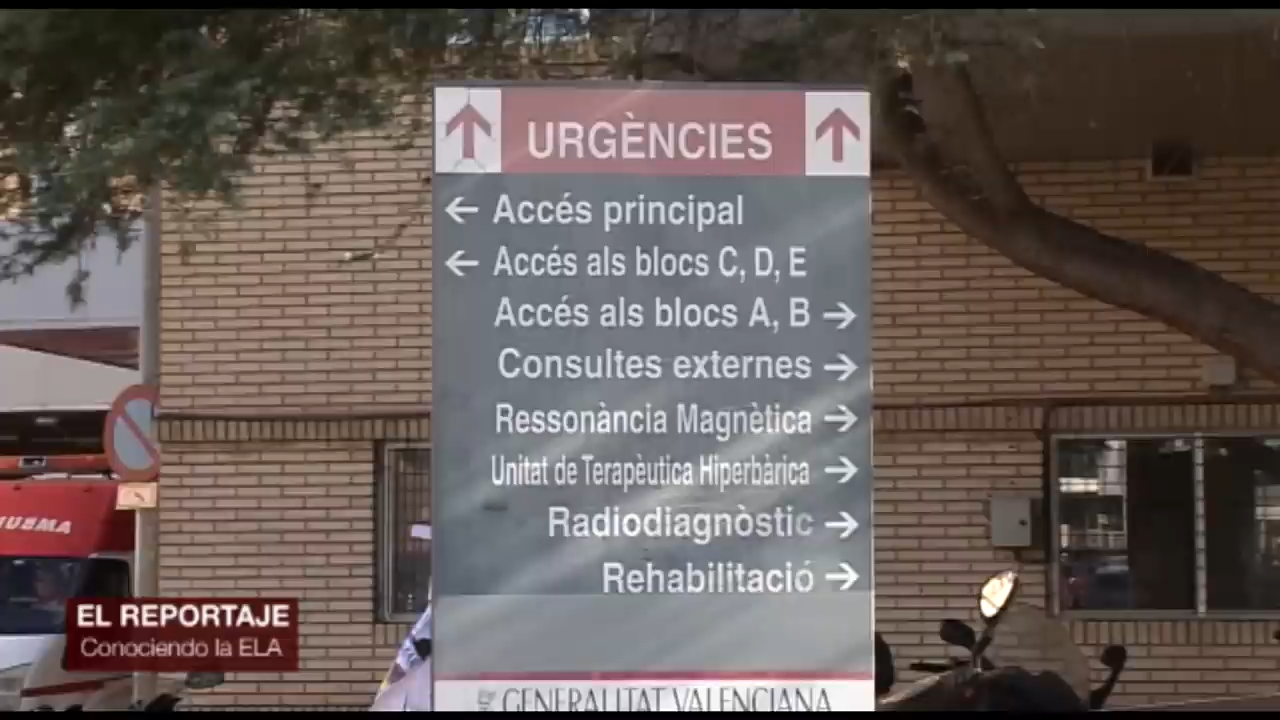 URGÈNCIES
← Accés principal
← Accés als blocs C, D, E
Accés als blocs A, B →
Consultes externes →
Ressonància Magnètica →
Unitat de Terapèutica Hiperbàrica →
Radiodiagnòstic →
Rehabilitació →
GENERALITAT VALENCIANA
EL REPORTAJE
Conociendo la ELA